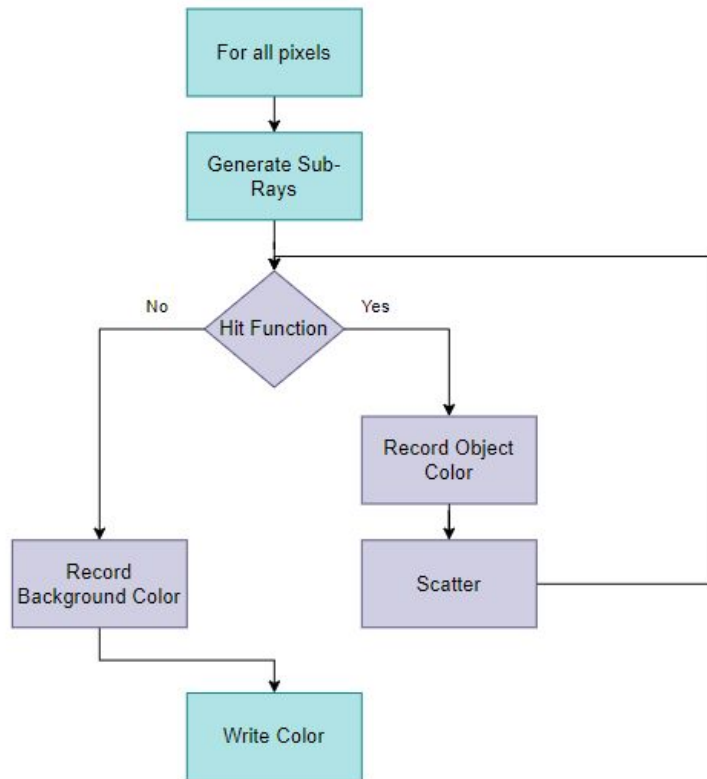 For all pixels
Generate Sub-
Rays
No
Yes
Hit Function
Record Object
Color
Record
Background Color
Scatter
Write Color